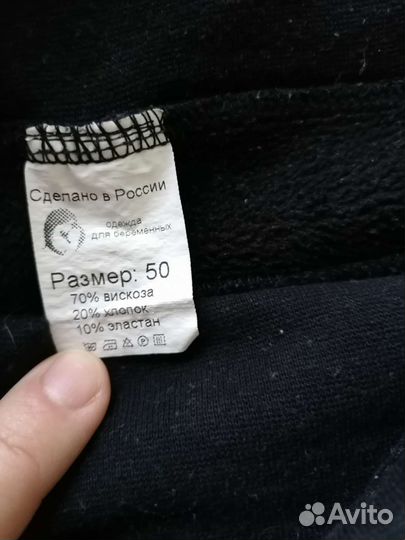 Сделано в России
одежда
для беременных
Размер: 50
70% вискоза
20% хлопок
10% эластан
Avito